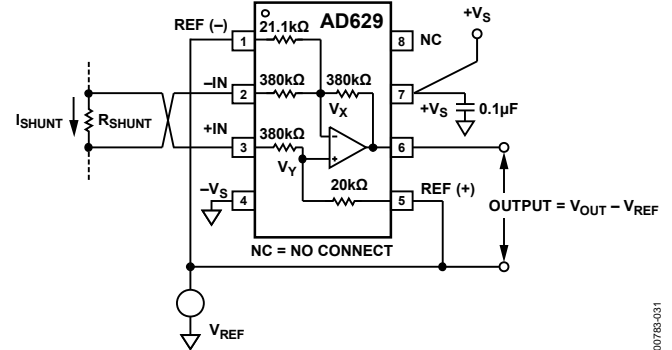 REF (–)
21.1kΩ
AD629
+VS
1
8
NC
–IN
380kΩ
380kΩ
2
7
ISHUNT
RSHUNT
VX
+VS
0.1µF
+IN
380kΩ
–
3
6
VY
+
–VS
20kΩ
REF (+)
4
5
OUTPUT = VOUT – VREF
NC = NO CONNECT
VREF
00783-031